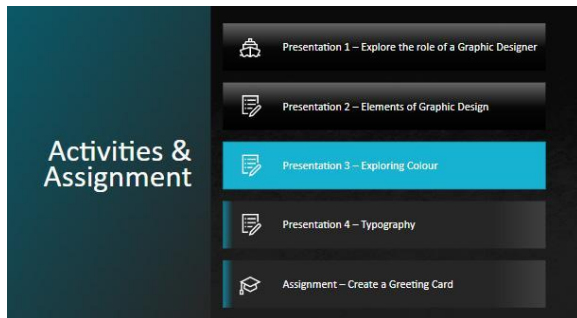 Activities &
Assignment
Presentation 1 – Explore the role of a Graphic Designer
Presentation 2 – Elements of Graphic Design
Presentation 3 – Exploring Colour
Presentation 4 – Typography
Assignment – Create a Greeting Card